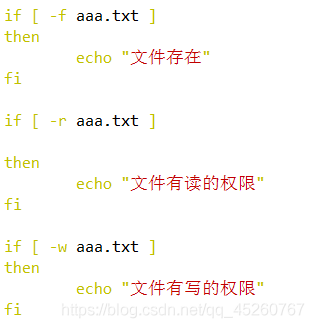 if [ -f aaa.txt ]
then
        echo "文件存在"
fi
if [ -r aaa.txt ]
then
        echo "文件有读的权限"
fi
if [ -w aaa.txt ]
then
        echo "文件有写的权限"
fi
https://blog.csdn.net/qq_45260767